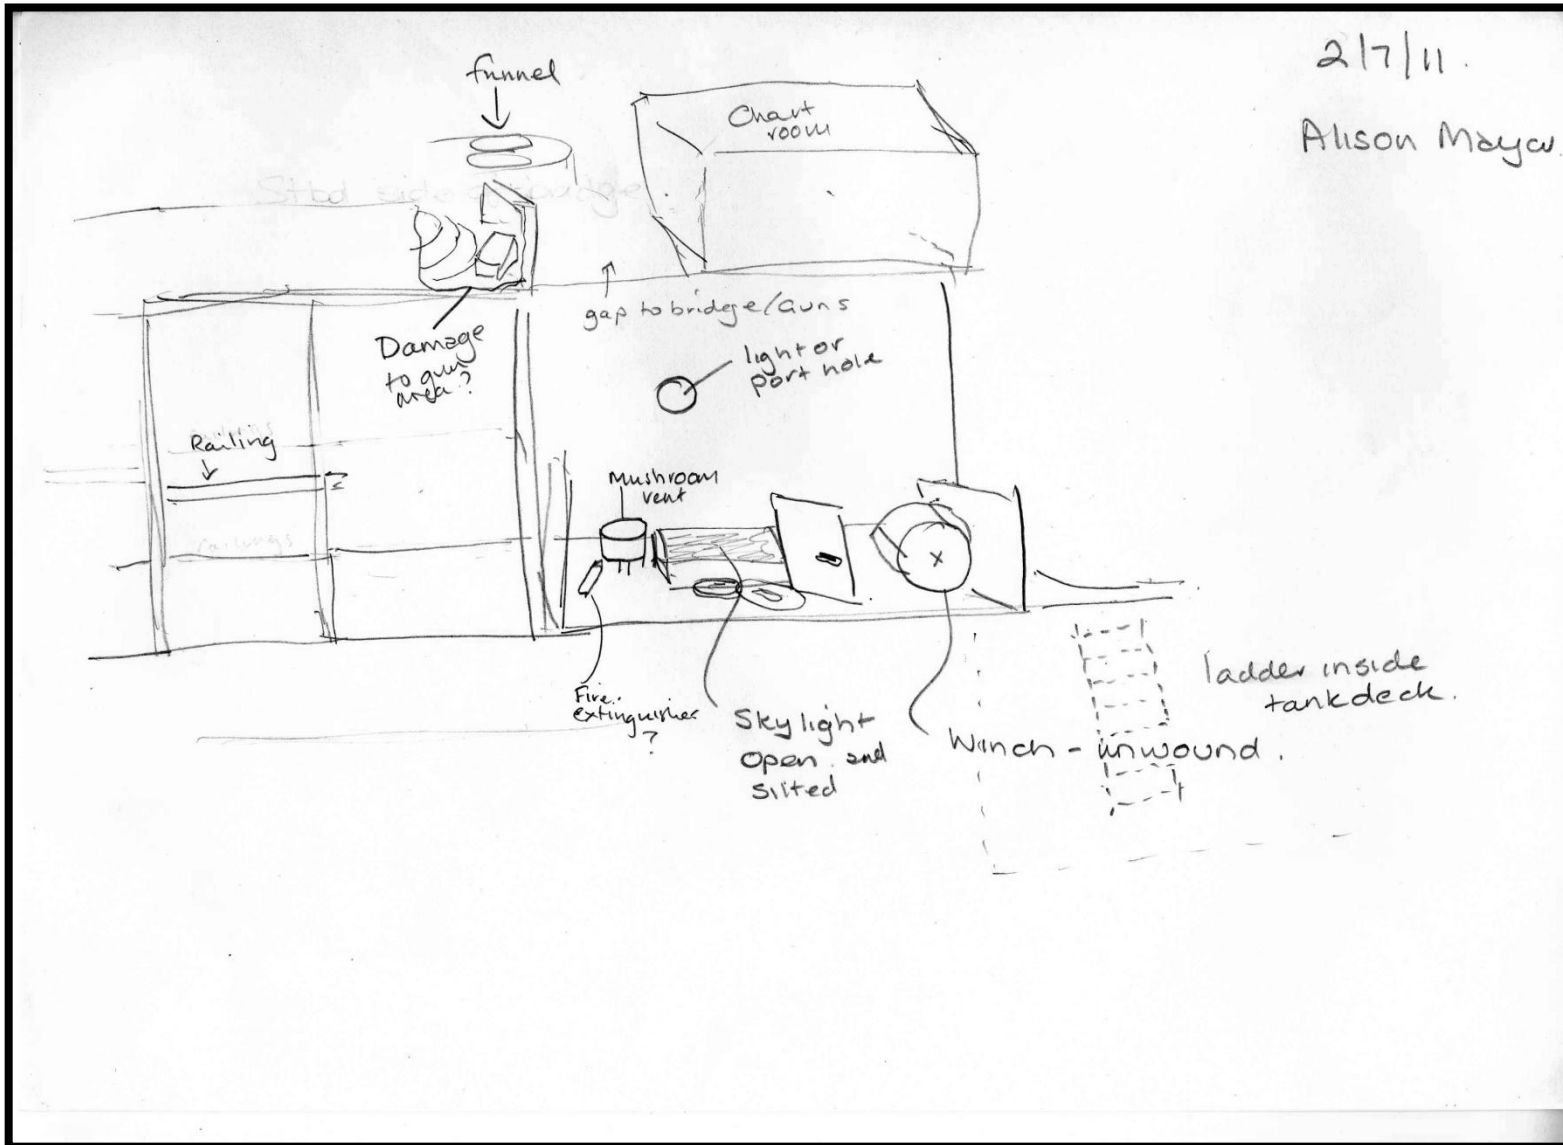 2/7/11.
Alison Mayor
funnel
Chart
room
Stbd side of bridge
gap to bridge/Guns
Damage
to gun
area?
light or
port hole
Railing
railings
Mushroom
vent
Fire
extinguisher
?
Skylight
Open and
Silted
Winch - unwound.
ladder inside
tankdeck.